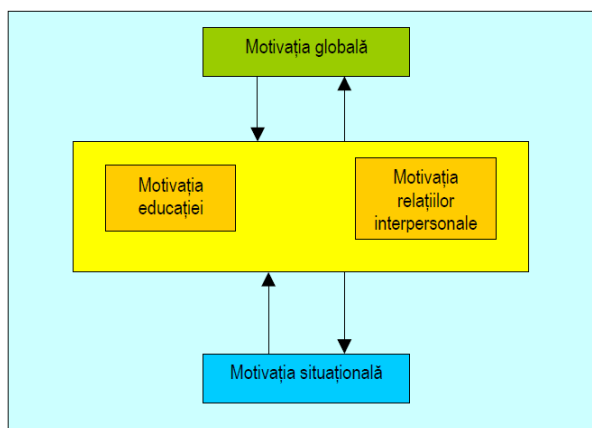 Motivația globală
Motivația
educației
Motivația
relațiilor
interpersonale
Motivația situațională